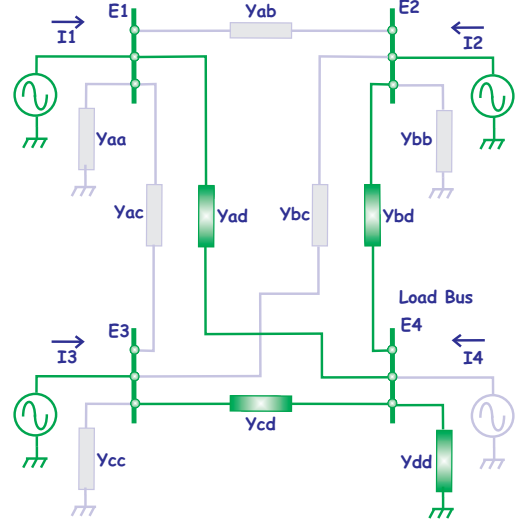 E1
Yab
E2
I1
I2
Yaa
Ybb
Yac
Yad
Ybc
Ybd
Load Bus
E3
E4
I3
I4
Ycd
Ycc
Ydd